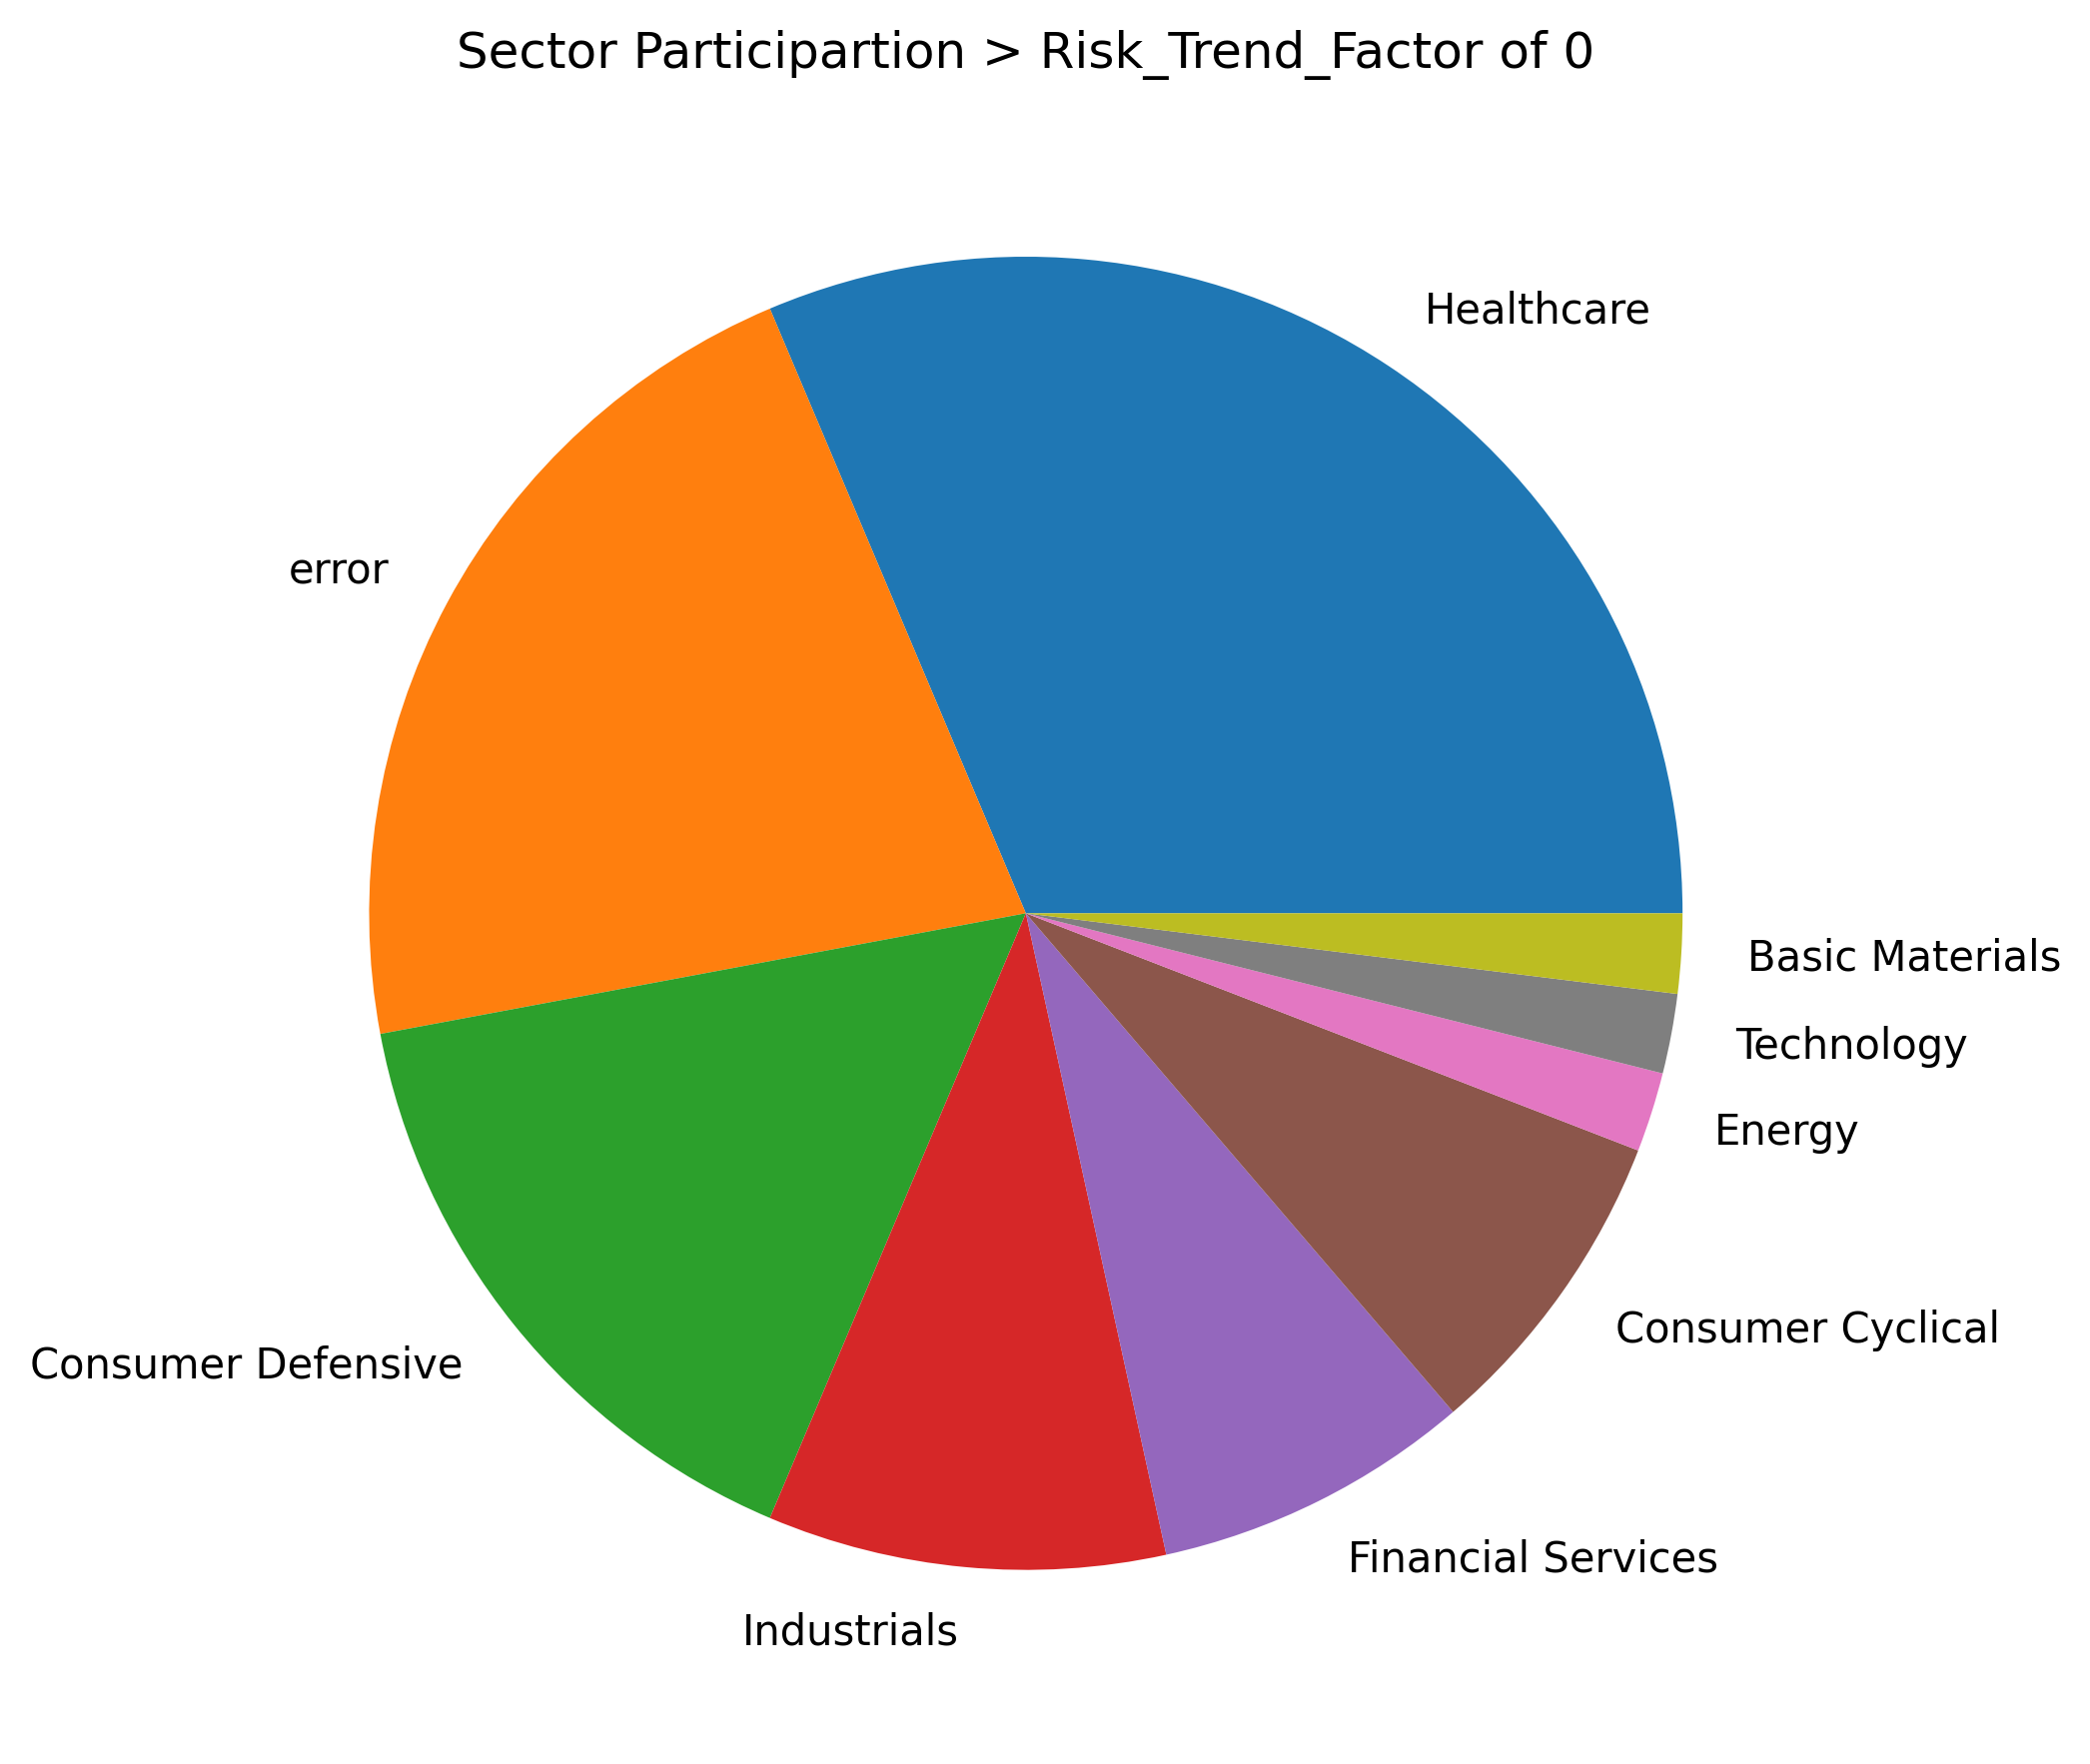 Sector Participartion > Risk_Trend_Factor of 0
Healthcare
error
Basic Materials
Technology
Energy
Consumer Cyclical
Consumer Defensive
Financial Services
Industrials